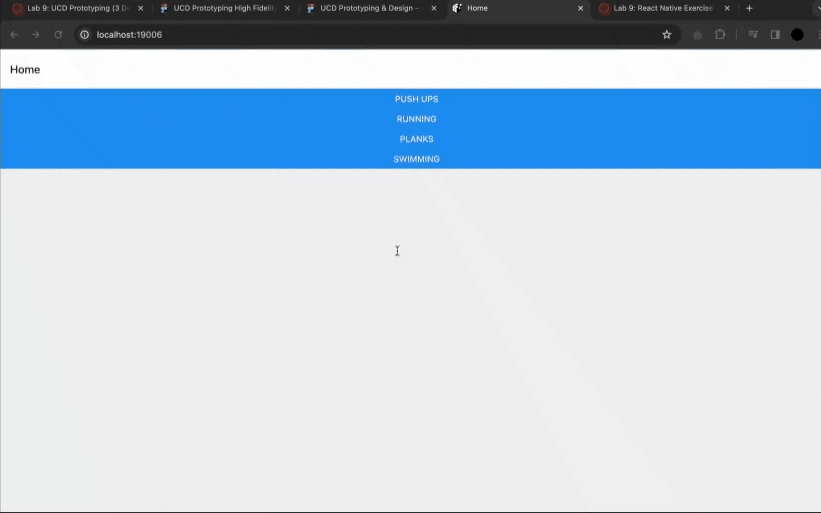 Lab 9: UCD Prototyping (3 D
UCD Prototyping High Fidelit
UCD Prototyping & Design –
Home
Lab 9: React Native Exercise
localhost:19006
Home
PUSH UPS
RUNNING
PLANKS
SWIMMING